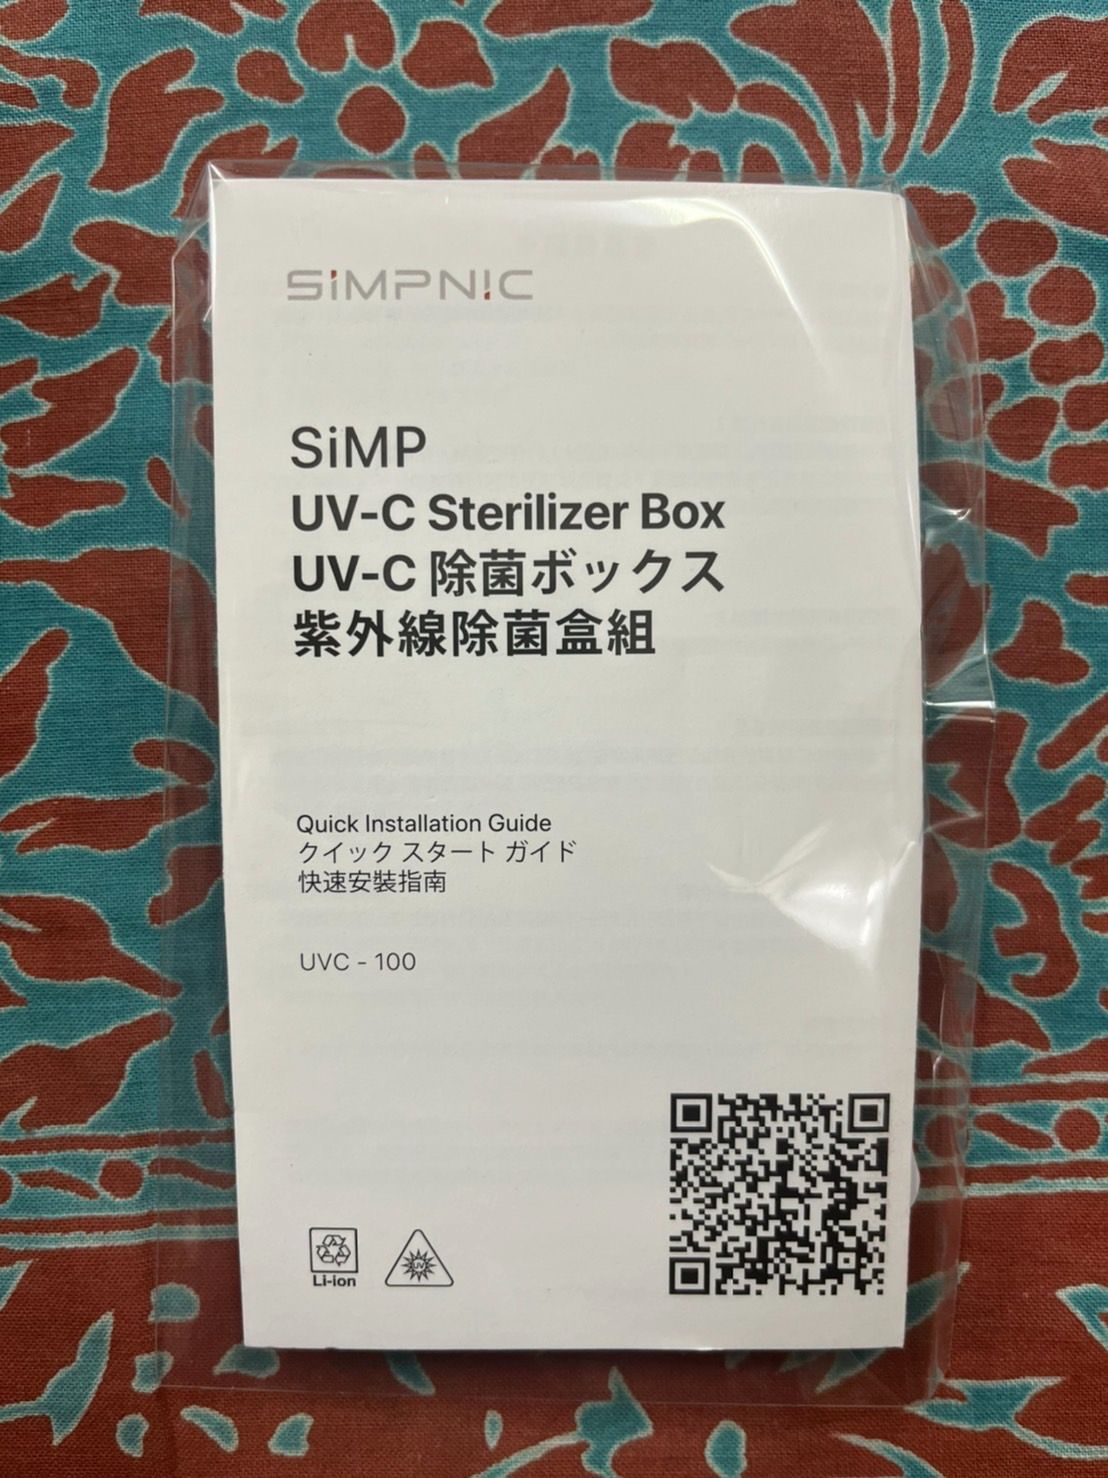 SiMPNiC
SiMP
UV-C Sterilizer Box
UV-C 除菌ボックス
紫外線除菌盒組
Quick Installation Guide
クイック スタート ガイド
快速安裝指南
UVC - 100
Li-ion
UV